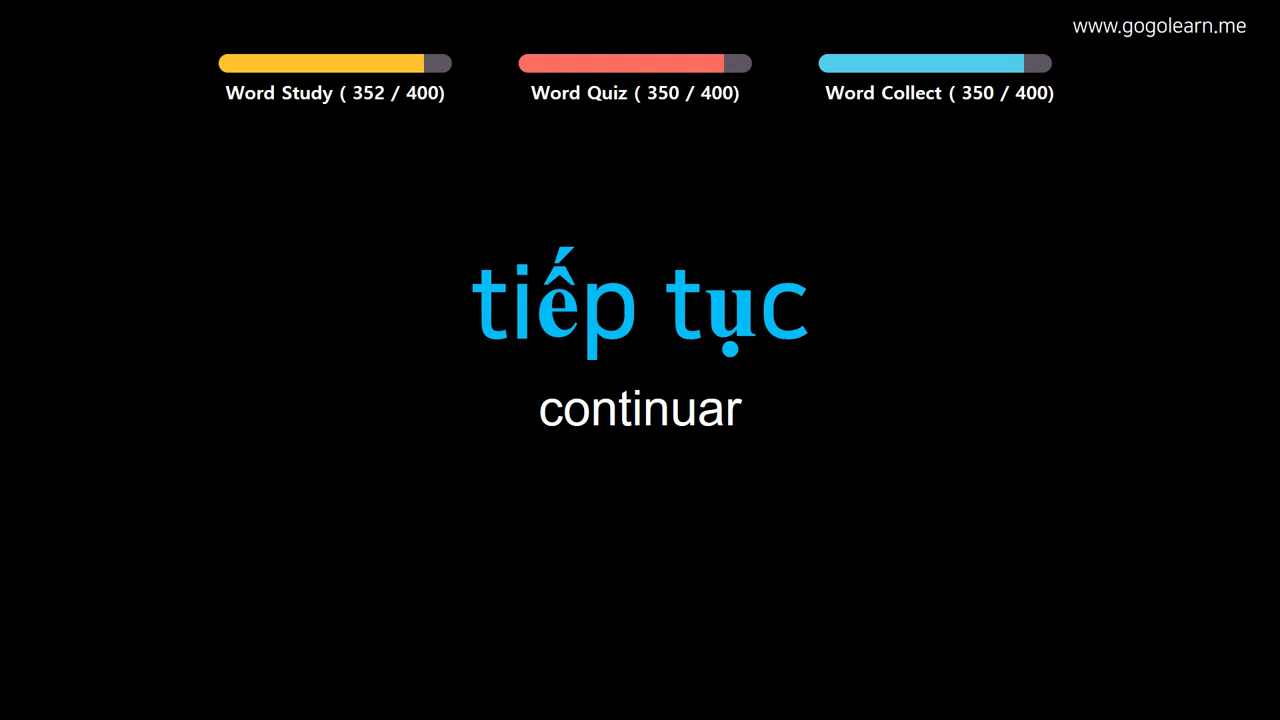 www.gogolearn.me
Word Study ( 352 / 400)
Word Quiz ( 350 / 400)
Word Collect ( 350 / 400)
tiếp tục
continuar